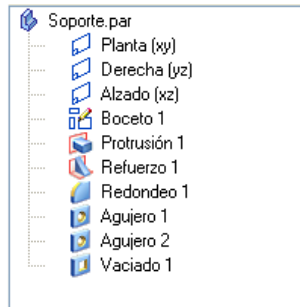 Soporte.par
Planta (xy)
Derecha (yz)
Alzado (xz)
Boceto 1
Protrusión 1
Refuerzo 1
Redondeo 1
Agujero 1
Agujero 2
Vaciado 1